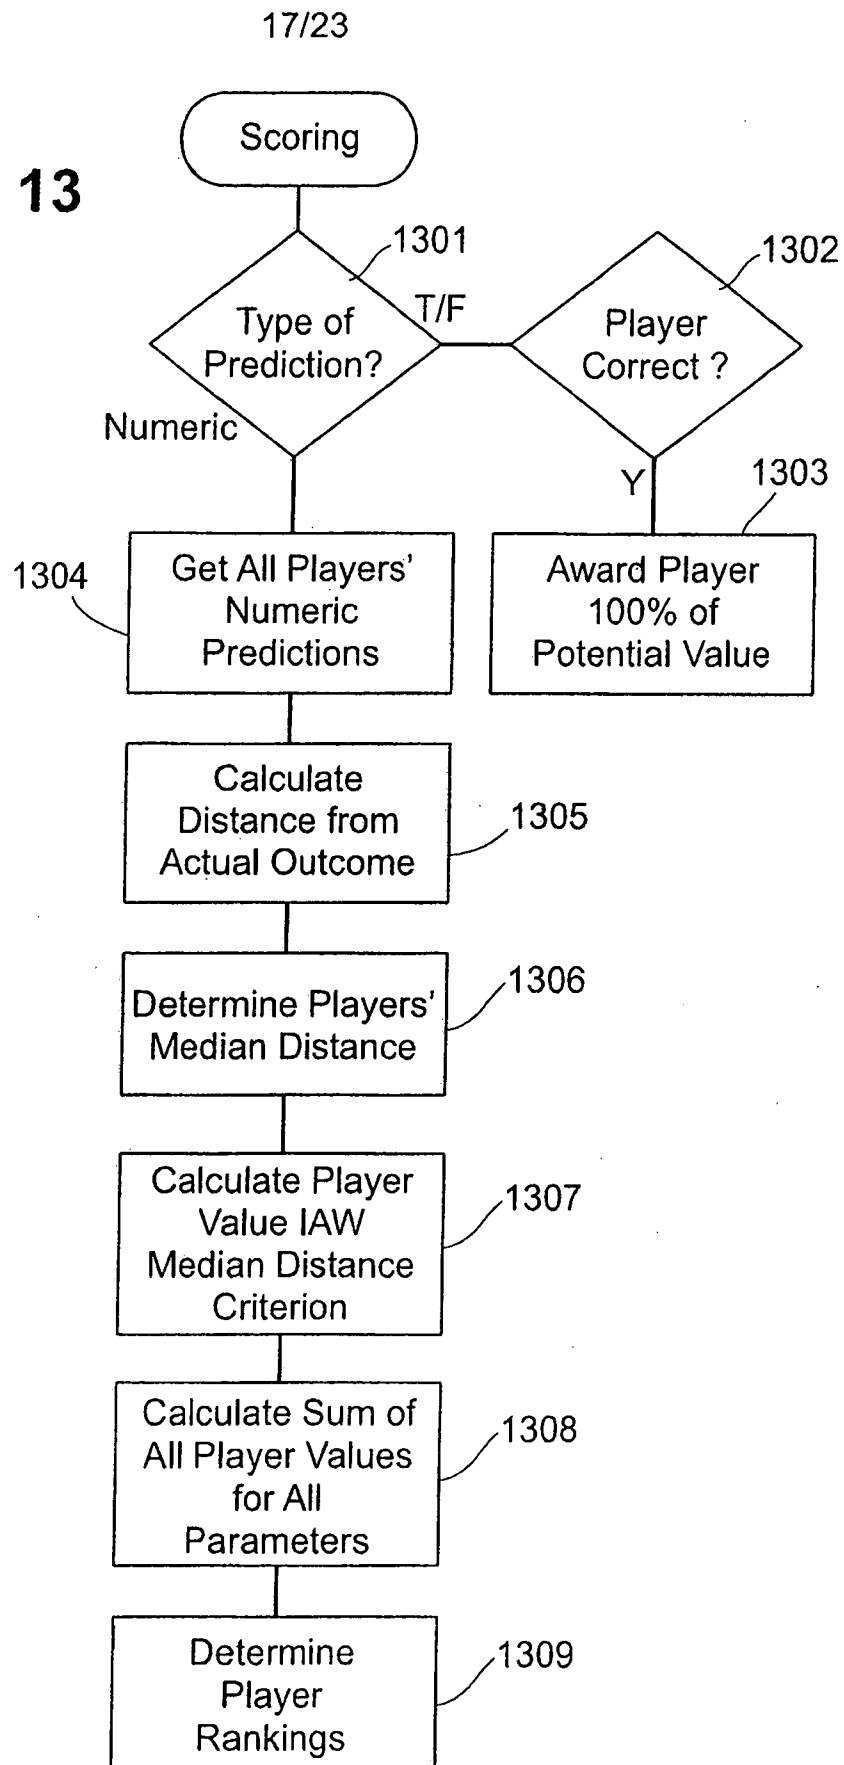 17/23
Scoring
13
1301
1302
Type of
Prediction?
T/F
Player
Correct ?
Numeric
Y
1303
1304
Get All Players'
Numeric
Predictions
Award Player
100% of
Potential Value
Calculate
Distance from
Actual Outcome
1305
Determine Players'
Median Distance
1306
Calculate Player
Value IAW
Median Distance
Criterion
1307
Calculate Sum of
All Player Values
for All
Parameters
1308
Determine
Player
Rankings
1309